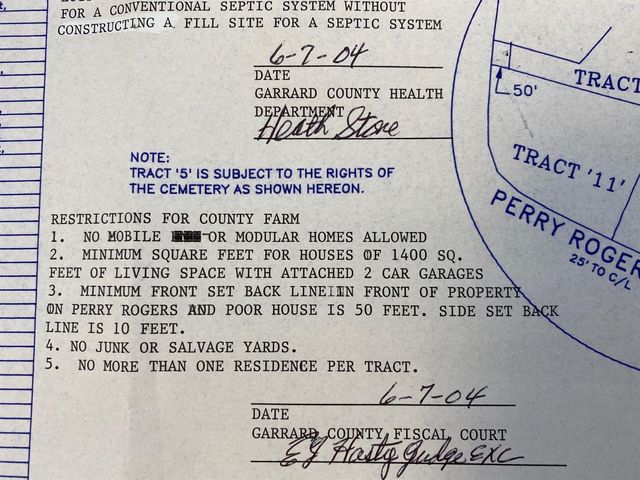 FOR A CONVENTIONAL SEPTIC SYSTEM WITHOUT
CONSTRUCTING A FILL SITE FOR A SEPTIC SYSTEM
6-7-04
DATE
GARRARD COUNTY HEALTH
DEPARTMENT
Heath Stone
NOTE:
TRACT '5' IS SUBJECT TO THE RIGHTS OF
THE CEMETERY AS SHOWN HEREON.
RESTRICTIONS FOR COUNTY FARM
1. NO MOBILE OR MODULAR HOMES ALLOWED
2. MINIMUM SQUARE FEET FOR HOUSES OF 1400 SQ.
FEET OF LIVING SPACE WITH ATTACHED 2 CAR GARAGES
3. MINIMUM FRONT SET BACK LINE IN FRONT OF PROPERTY
ON PERRY ROGERS AND POOR HOUSE IS 50 FEET. SIDE SET BACK
LINE IS 10 FEET.
4. NO JUNK OR SALVAGE YARDS.
5. NO MORE THAN ONE RESIDENCE PER TRACT.
6-7-04
DATE
GARRARD COUNTY FISCAL COURT
EJ Hasty Judge EXC
TRACT
50'
TRACT '11'
PERRY ROGER
25' TO C/L